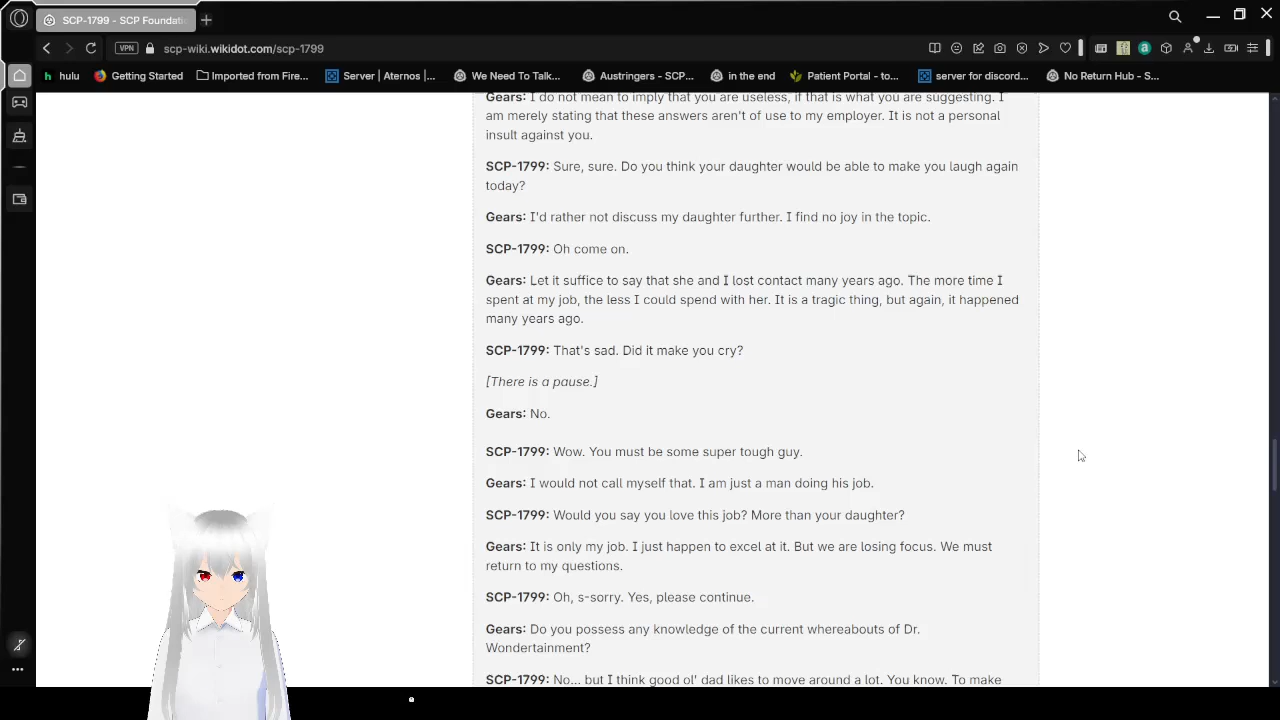 SCP-1799 - SCP Foundati
VPN scp-wiki.wikidot.com/scp-1799
hulu Getting Started Imported from Fire... Server | Aternos |... We Need To Talk... Austringers - SCP... in the end Patient Portal - to... server for discord... No Return Hub - S...
Gears: I do not mean to imply that you are useless, if that is what you are suggesting. I
am merely stating that these answers aren't of use to my employer. It is not a personal
insult against you.
SCP-1799: Sure, sure. Do you think your daughter would be able to make you laugh again
today?
Gears: I'd rather not discuss my daughter further. I find no joy in the topic.
SCP-1799: Oh come on.
Gears: Let it suffice to say that she and I lost contact many years ago. The more time I
spent at my job, the less I could spend with her. It is a tragic thing, but again, it happened
many years ago.
SCP-1799: That's sad. Did it make you cry?
[There is a pause.]
Gears: No.
SCP-1799: Wow. You must be some super tough guy.
Gears: I would not call myself that. I am just a man doing his job.
SCP-1799: Would you say you love this job? More than your daughter?
Gears: It is only my job. I just happen to excel at it. But we are losing focus. We must
return to my questions.
SCP-1799: Oh, s-sorry. Yes, please continue.
Gears: Do you possess any knowledge of the current whereabouts of Dr.
Wondertainment?
SCP-1799: No... but I think good ol' dad likes to move around a lot. You know. To make